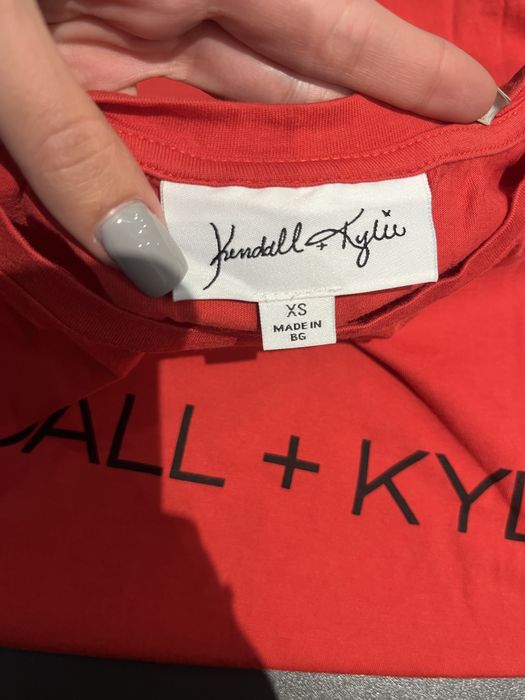 Kendall + Kylie
XS
MADE IN
BG
DALL + KYL